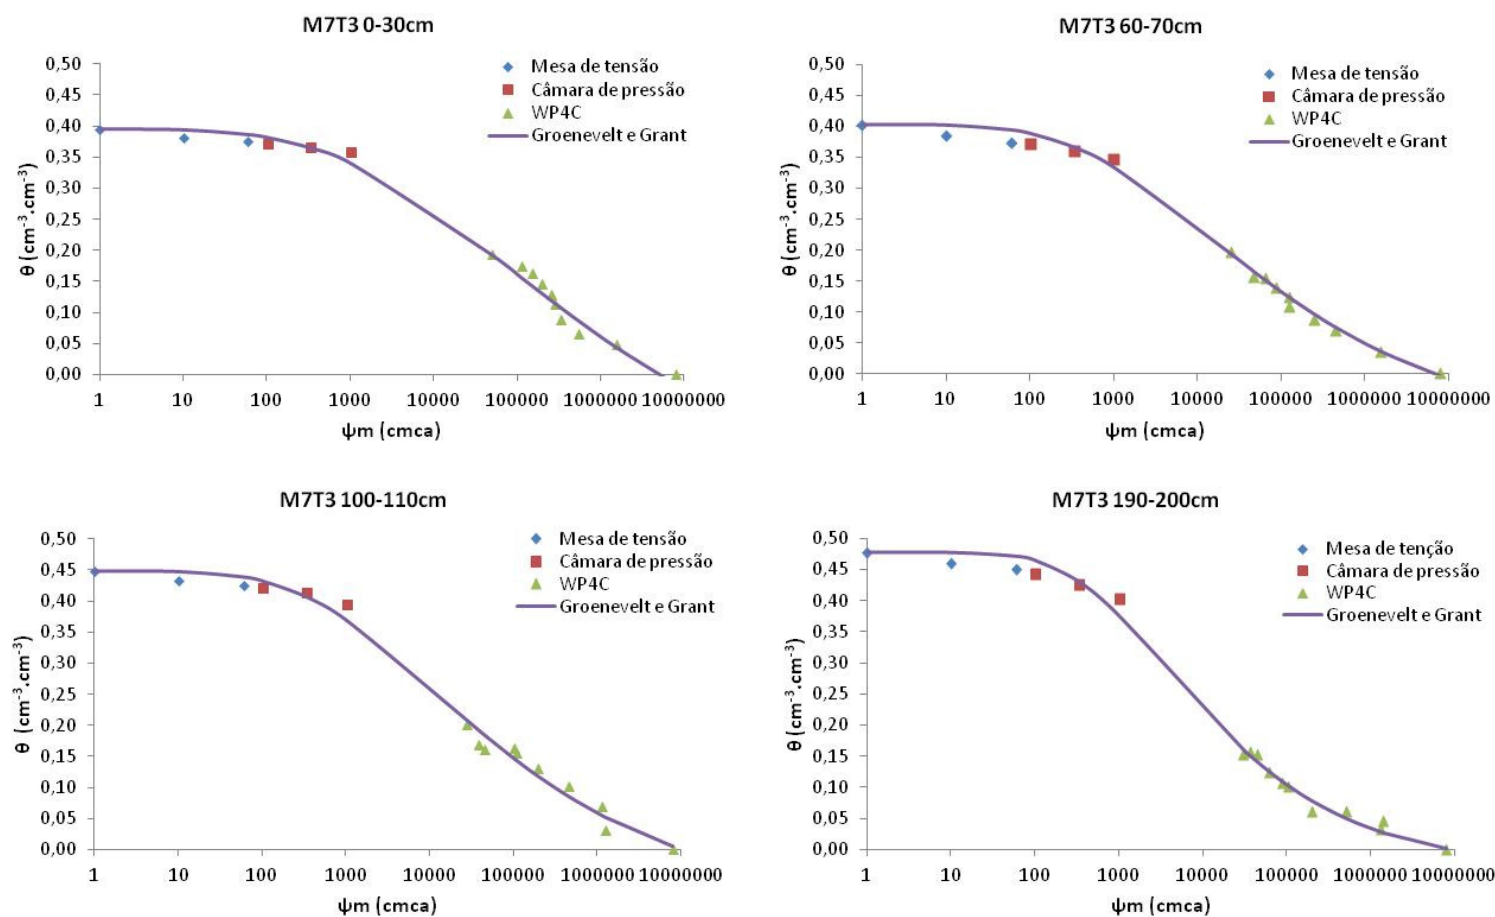 M7T3 0-30cm
0,50
0,45
0,40
0,35
0,30
0,25
0,20
0,15
0,10
0,05
0,00
θ (cm⁻³.cm⁻³)
1 10 100 1000 10000 100000 1000000 10000000
ψm (cmca)
Mesa de tensão
Câmara de pressão
WP4C
Groenevelt e Grant
M7T3 60-70cm
0,50
0,45
0,40
0,35
0,30
0,25
0,20
0,15
0,10
0,05
0,00
θ (cm⁻³.cm⁻³)
1 10 100 1000 10000 100000 1000000 10000000
ψm (cmca)
Mesa de tensão
Câmara de pressão
WP4C
Groenevelt e Grant
M7T3 100-110cm
0,50
0,45
0,40
0,35
0,30
0,25
0,20
0,15
0,10
0,05
0,00
θ (cm⁻³.cm⁻³)
1 10 100 1000 10000 100000 1000000 10000000
ψm (cmca)
Mesa de tensão
Câmara de pressão
WP4C
Groenevelt e Grant
M7T3 190-200cm
0,50
0,45
0,40
0,35
0,30
0,25
0,20
0,15
0,10
0,05
0,00
θ (cm⁻³.cm⁻³)
1 10 100 1000 10000 100000 1000000 10000000
ψm (cmca)
Mesa de tenção
Câmara de pressão
WP4C
Groenevelt e Grant